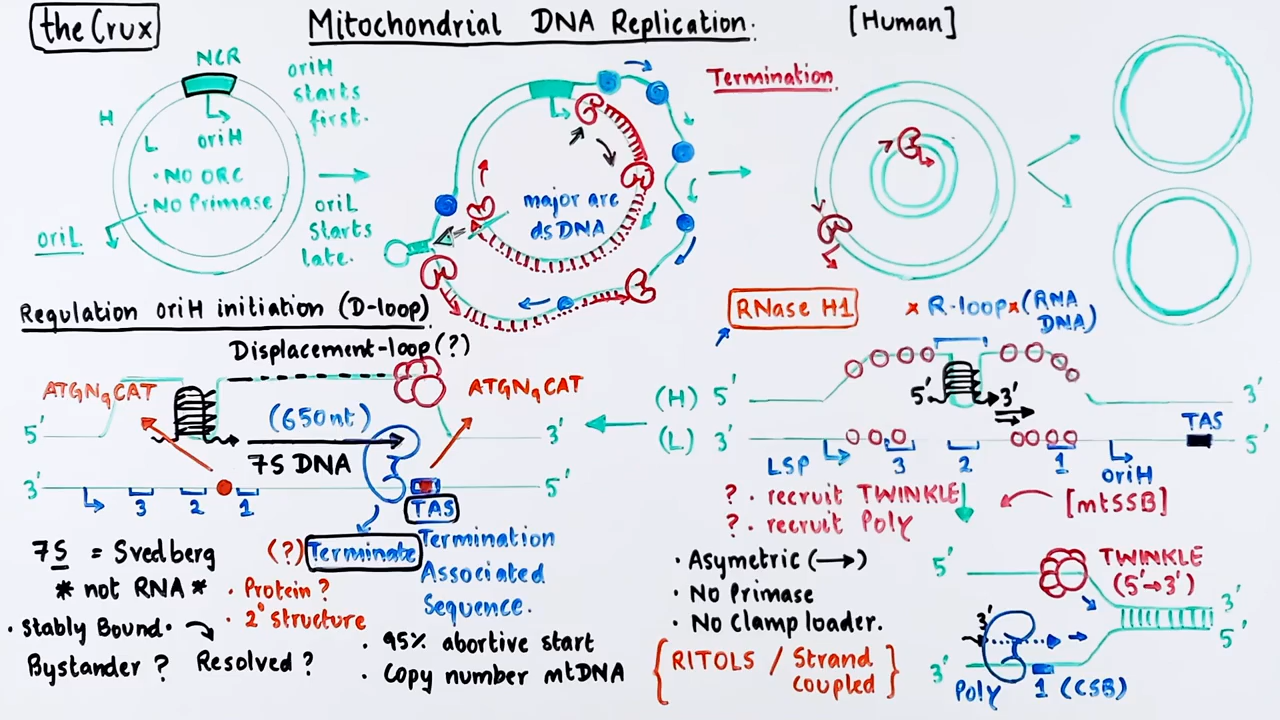 the Crux
Mitochondrial DNA Replication.
[Human]
NCR
H
L
oriH
• NO ORC
• No Primase
oriL
oriH
starts
first.
oriL
starts
late.
major arc
dsDNA
Termination
Regulation oriH initiation (D-loop)
Displacement-loop(?)
ATGN9CAT
ATGN9CAT
5'
(650nt)
3'
7S DNA
3'
5'
3
2
1
TAS
7S = Svedberg
* not RNA *
(?) Terminate
• Protein?
• 2° structure
Termination
Associated
Sequence.
• Stably Bound.
Bystander ?
Resolved ?
• 95% abortive start
• Copy number mtDNA
RNase H1
x R-loop x (RNA
DNA)
(H) 5'
5'
3'
3'
(L) 3'
TAS
5'
LSP
3
2
1
oriH
? • recruit TWINKLE
? • recruit Polγ
[mtSSB]
• Asymetric (→)
• No Primase
• No Clamp loader.
{RITOLS / Strand
coupled}
5'
TWINKLE
(5'→3')
3'
5'
3'
3'
Polγ
1 (CSB)